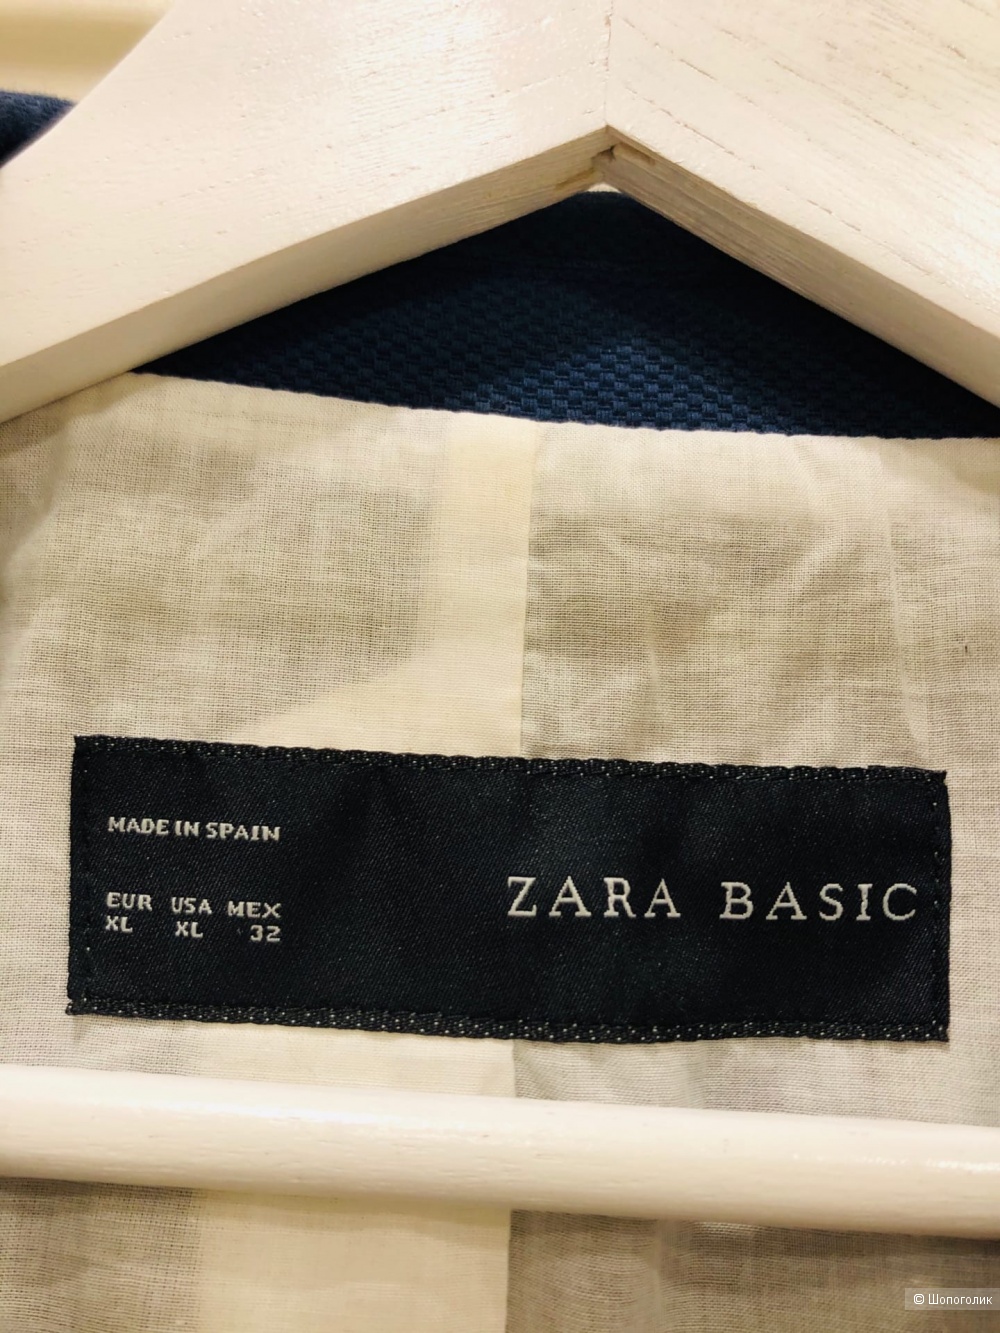 MADE IN SPAIN
EUR USA MEX
XL XL 32
ZARA BASIC
© Шопоголик